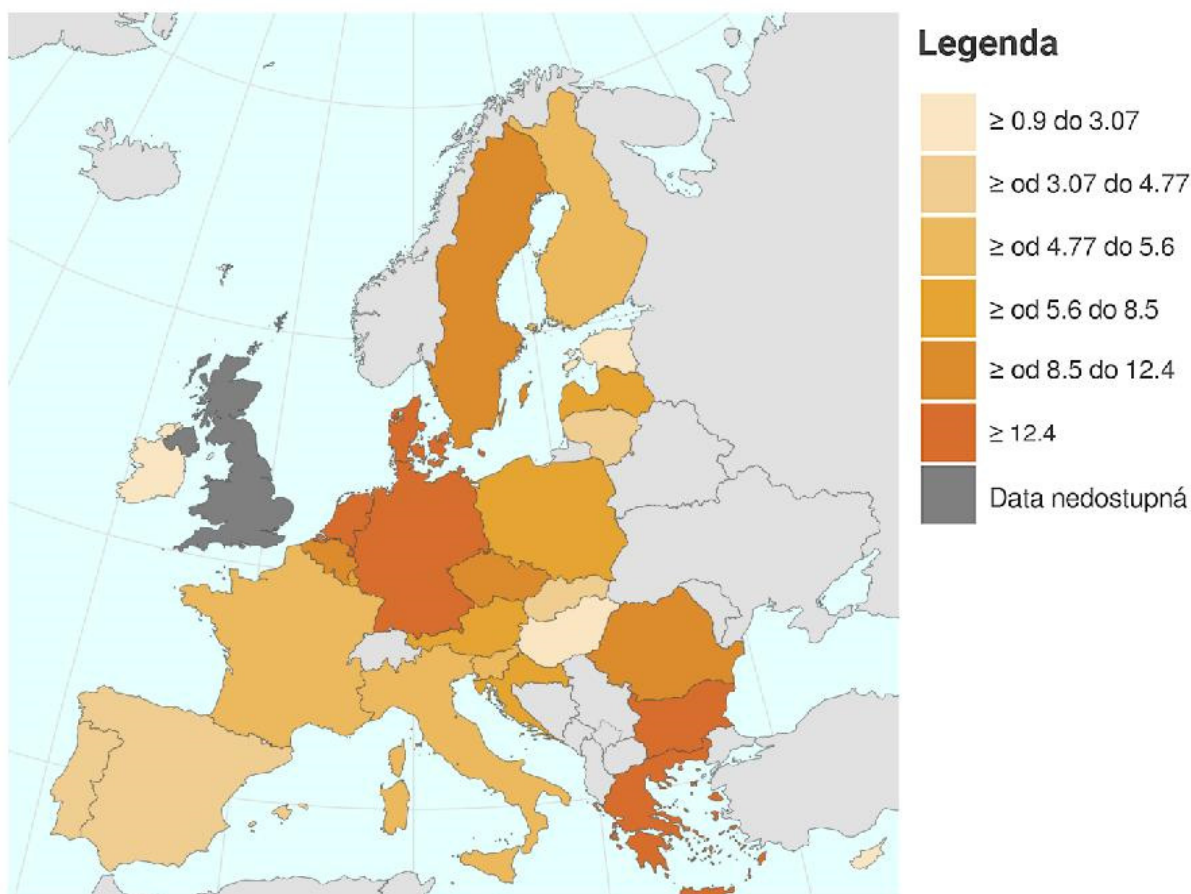 Legenda
≥ 0.9 do 3.07
≥ od 3.07 do 4.77
≥ od 4.77 do 5.6
≥ od 5.6 do 8.5
≥ od 8.5 do 12.4
≥ 12.4
Data nedostupná